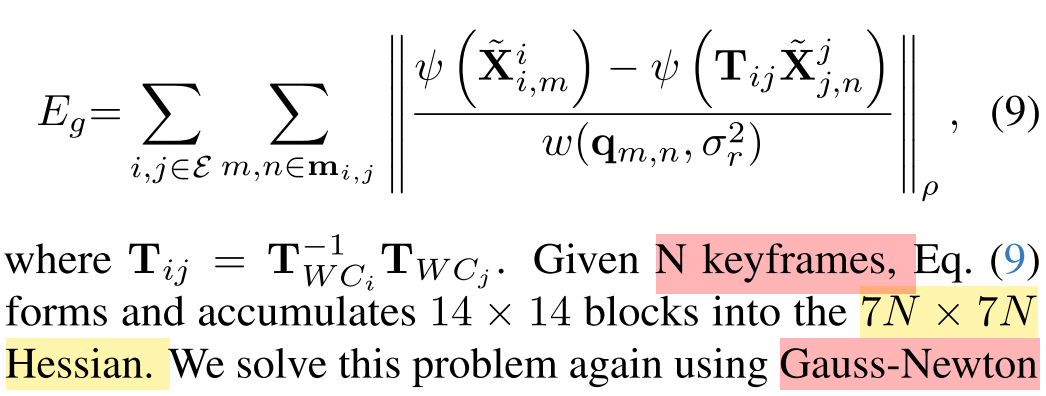 E_g = \sum_{i,j \in \mathcal{E}} \sum_{m,n \in \mathbf{m}_{i,j}} \left\| \frac{\psi\left(\tilde{\mathbf{X}}^i_{i,m}\right) - \psi\left(\mathbf{T}_{ij}\tilde{\mathbf{X}}^j_{j,n}\right)}{w(\mathbf{q}_{m,n}, \sigma_r^2)} \right\|_\rho , (9)
where \mathbf{T}_{ij} = \mathbf{T}_{WC_i}^{-1} \mathbf{T}_{WC_j}. Given N keyframes, Eq. (9)
forms and accumulates 14 × 14 blocks into the 7N × 7N
Hessian. We solve this problem again using Gauss-Newton